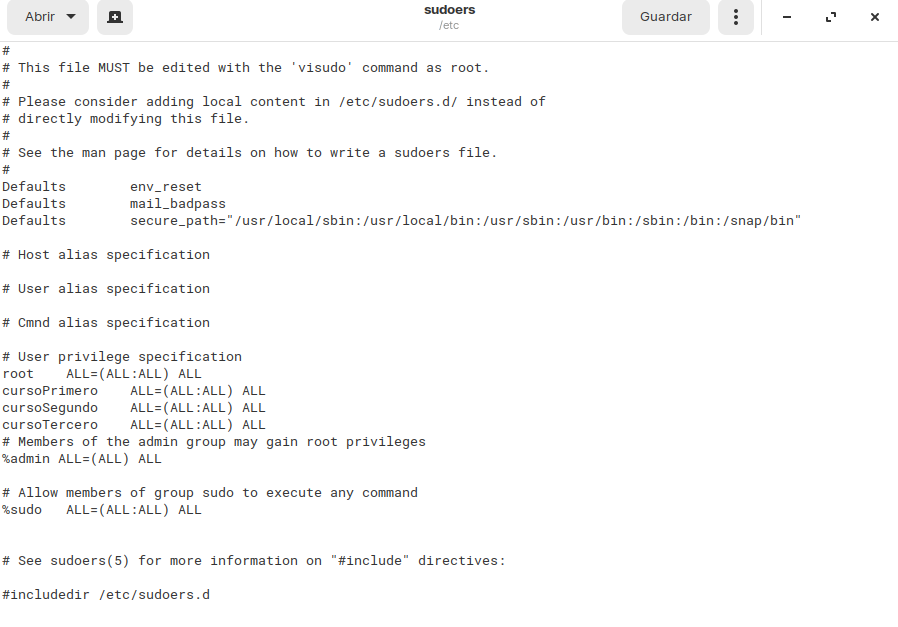 Abrir
sudoers
/etc
Guardar
#
# This file MUST be edited with the 'visudo' command as root.
#
# Please consider adding local content in /etc/sudoers.d/ instead of
# directly modifying this file.
#
# See the man page for details on how to write a sudoers file.
#
Defaults        env_reset
Defaults        mail_badpass
Defaults        secure_path="/usr/local/sbin:/usr/local/bin:/usr/sbin:/usr/bin:/sbin:/bin:/snap/bin"
# Host alias specification
# User alias specification
# Cmnd alias specification
# User privilege specification
root    ALL=(ALL:ALL) ALL
cursoPrimero    ALL=(ALL:ALL) ALL
cursoSegundo    ALL=(ALL:ALL) ALL
cursoTercero    ALL=(ALL:ALL) ALL
# Members of the admin group may gain root privileges
%admin ALL=(ALL) ALL
# Allow members of group sudo to execute any command
%sudo   ALL=(ALL:ALL) ALL
# See sudoers(5) for more information on "#include" directives:
#includedir /etc/sudoers.d